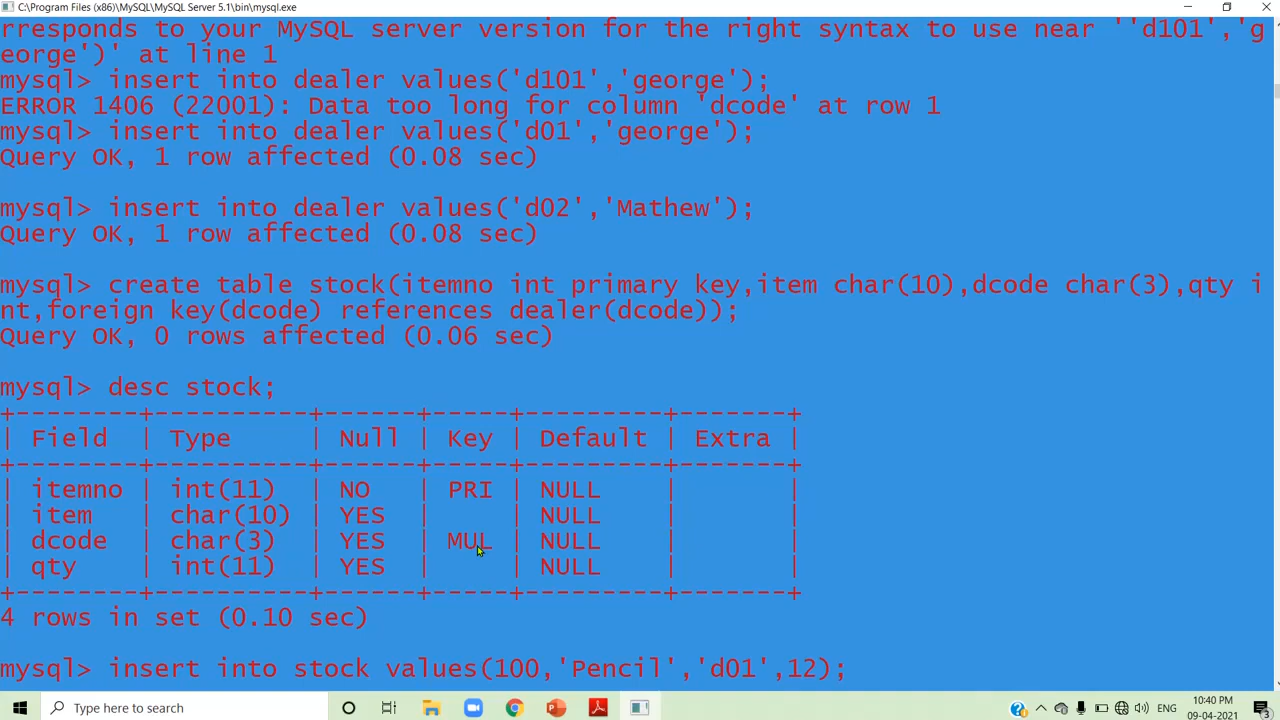 C:\Program Files (x86)\MySQL\MySQL Server 5.1\bin\mysql.exe
rresponds to your MySQL server version for the right syntax to use near ''d101','g
eorge')' at line 1
mysql> insert into dealer values('d101','george');
ERROR 1406 (22001): Data too long for column 'dcode' at row 1
mysql> insert into dealer values('d01','george');
Query OK, 1 row affected (0.08 sec)
mysql> insert into dealer values('d02','Mathew');
Query OK, 1 row affected (0.08 sec)
mysql> create table stock(itemno int primary key,item char(10),dcode char(3),qty i
nt,foreign key(dcode) references dealer(dcode));
Query OK, 0 rows affected (0.06 sec)
mysql> desc stock;
+--------+----------+------+-----+---------+-------+
| Field | Type | Null | Key | Default | Extra |
+--------+----------+------+-----+---------+-------+
| itemno | int(11) | NO | PRI | NULL | |
| item | char(10) | YES | | NULL | |
| dcode | char(3) | YES | MUL | NULL | |
| qty | int(11) | YES | | NULL | |
+--------+----------+------+-----+---------+-------+
4 rows in set (0.10 sec)
mysql> insert into stock values(100,'Pencil','d01',12);
Type here to search
ENG
10:40 PM
09-04-2021
3